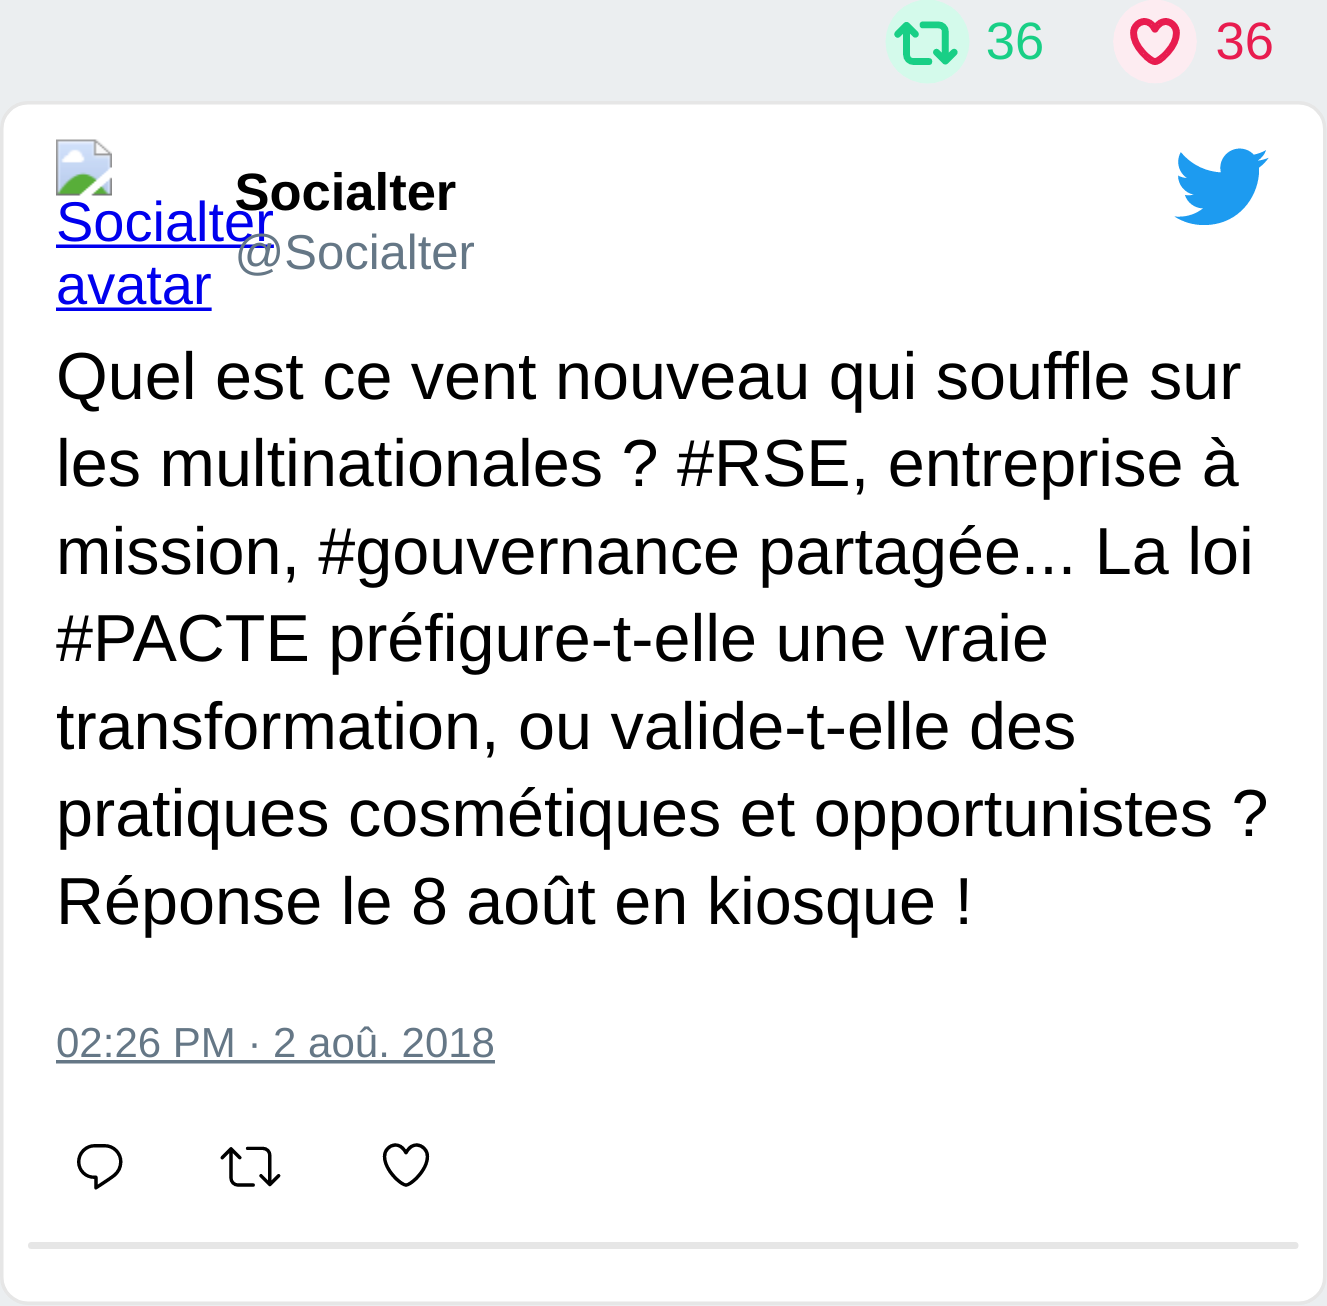 36 36
Socialter
Socialter
avatar
@Socialter
Quel est ce vent nouveau qui souffle sur
les multinationales ? #RSE, entreprise à
mission, #gouvernance partagée... La loi
#PACTE préfigure-t-elle une vraie
transformation, ou valide-t-elle des
pratiques cosmétiques et opportunistes ?
Réponse le 8 août en kiosque !
02:26 PM · 2 aoû. 2018